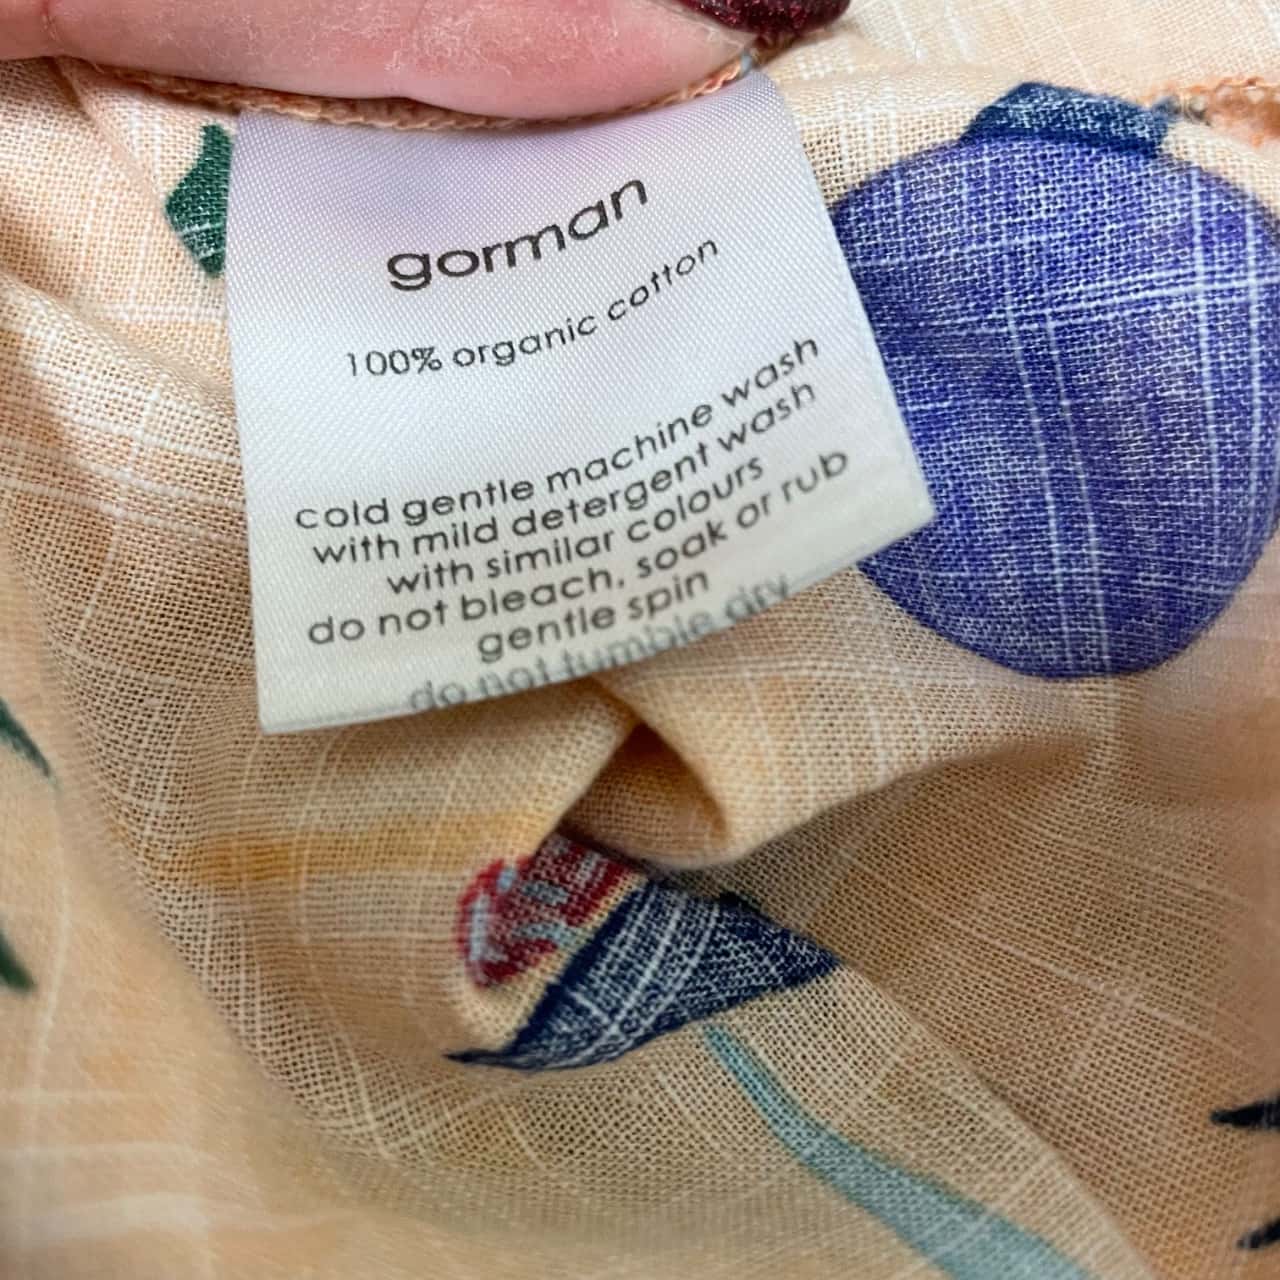 gorman
100% organic cotton
cold gentle machine wash
with mild detergent wash
with similar colours
do not bleach, soak or rub
gentle spin
do not tumble dry